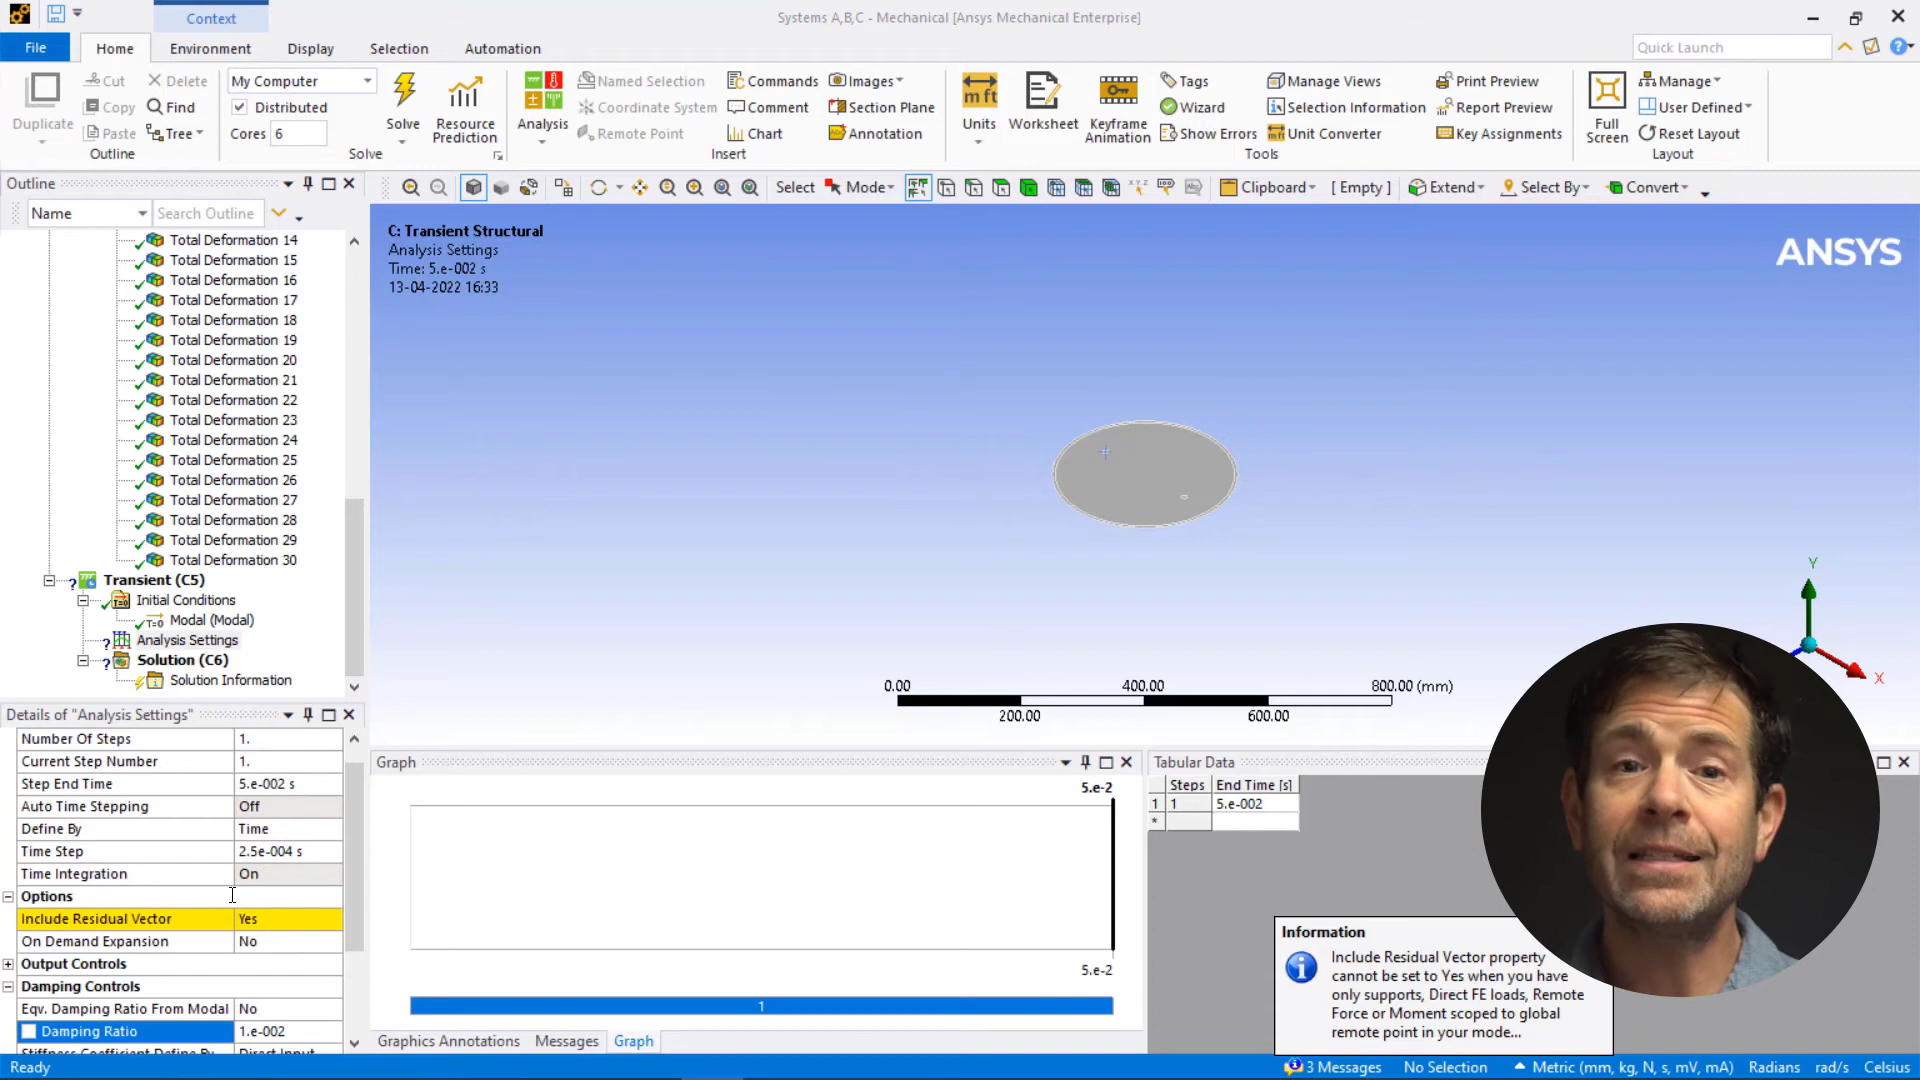 Context
Systems A,B,C - Mechanical [Ansys Mechanical Enterprise]
File
Home
Environment
Display
Selection
Automation
Quick Launch
Duplicate
Cut
Delete
Copy
Find
Paste
Tree
Outline
My Computer
Distributed
Cores 6
Solve
Resource
Prediction
Solve
Analysis
Named Selection
Coordinate System
Remote Point
Commands
Comment
Chart
Images
Section Plane
Annotation
Insert
Units
Worksheet
Keyframe
Animation
Tags
Wizard
Show Errors
Manage Views
Selection Information
Unit Converter
Print Preview
Report Preview
Key Assignments
Tools
Full
Screen
Manage
User Defined
Reset Layout
Layout
Outline
Select
Mode
Clipboard
[ Empty ]
Extend
Select By
Convert
Name
Search Outline
Total Deformation 14
Total Deformation 15
Total Deformation 16
Total Deformation 17
Total Deformation 18
Total Deformation 19
Total Deformation 20
Total Deformation 21
Total Deformation 22
Total Deformation 23
Total Deformation 24
Total Deformation 25
Total Deformation 26
Total Deformation 27
Total Deformation 28
Total Deformation 29
Total Deformation 30
Transient (C5)
Initial Conditions
Modal (Modal)
Analysis Settings
Solution (C6)
Solution Information
C: Transient Structural
Analysis Settings
Time: 5.e-002 s
13-04-2022 16:33
ANSYS
Y
X
0.00
400.00
800.00 (mm)
200.00
600.00
Details of "Analysis Settings"
Number Of Steps 1.
Current Step Number 1.
Step End Time 5.e-002 s
Auto Time Stepping Off
Define By Time
Time Step 2.5e-004 s
Time Integration On
Options
Include Residual Vector Yes
On Demand Expansion No
Output Controls
Damping Controls
Eqv. Damping Ratio From Modal No
Damping Ratio 1.e-002
Stiffness Coefficient Define By Direct Input
Graph
5.e-2
5.e-2
1
Graphics Annotations
Messages
Graph
Tabular Data
Steps End Time [s]
1 1 5.e-002
*
Information
Include Residual Vector property
cannot be set to Yes when you have
only supports, Direct FE loads, Remote
Force or Moment scoped to global
remote point in your mode...
Ready
3 Messages
No Selection
Metric (mm, kg, N, s, mV, mA)
Radians
rad/s
Celsius